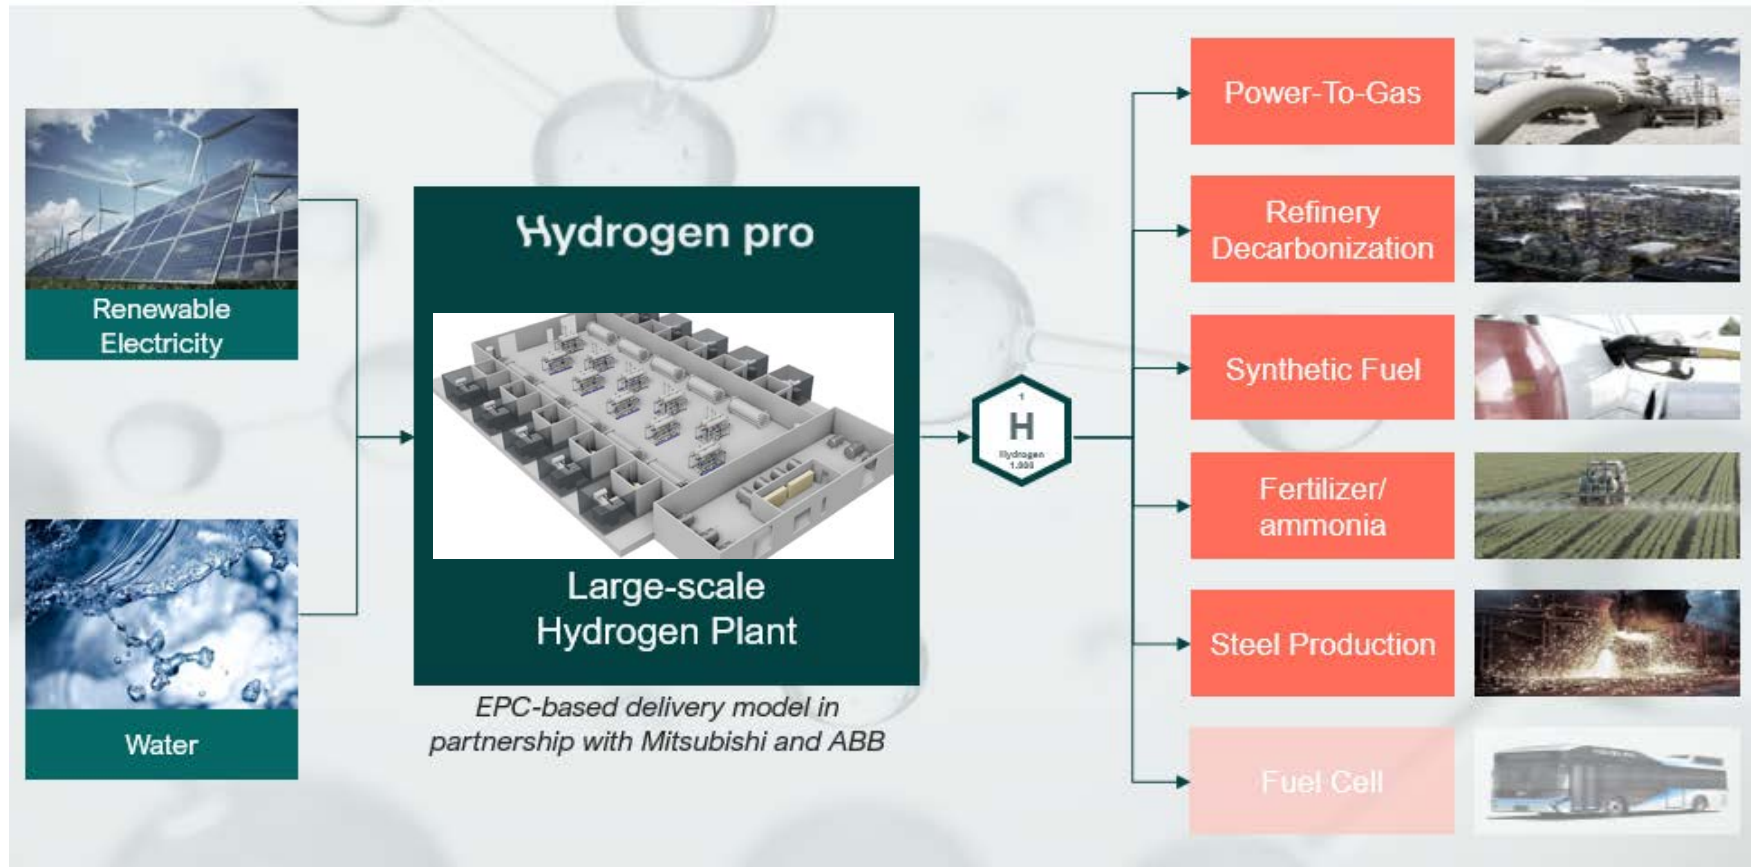 Renewable
Electricity
Water
Hydrogen pro
Large-scale
Hydrogen Plant
EPC-based delivery model in
partnership with Mitsubishi and ABB
1
H
Hydrogen
Power-To-Gas
Refinery
Decarbonization
Synthetic Fuel
Fertilizer/
ammonia
Steel Production
Fuel Cell